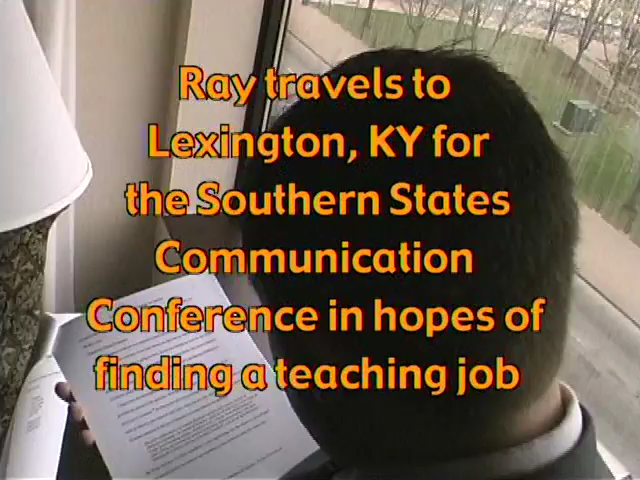 Ray travels to
Lexington, KY for
the Southern States
Communication
Conference in hopes of
finding a teaching job